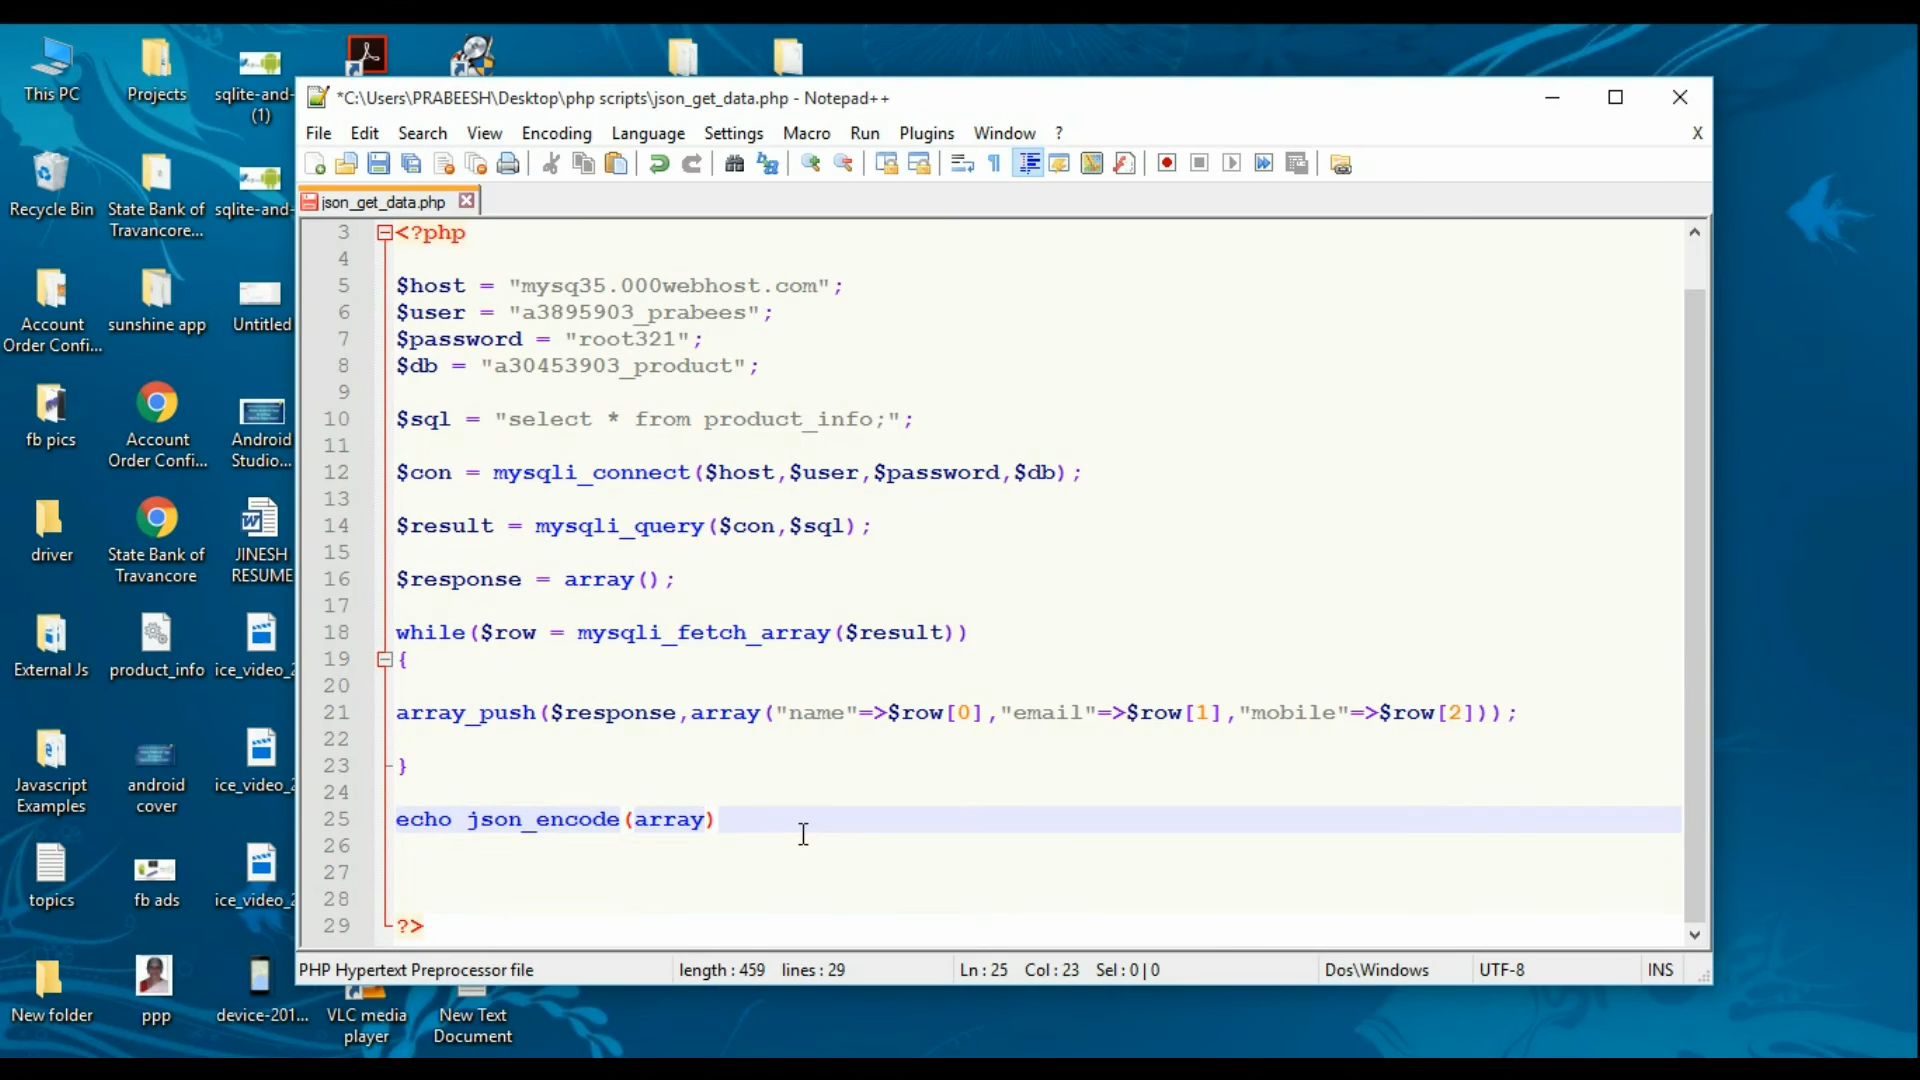 This PC
Projects
sqlite-and-
(1)
Recycle Bin
State Bank of
Travancore...
sqlite-and-
Account
Order Confi...
sunshine app
Untitled
fb pics
Account
Order Confi...
Android
Studio...
driver
State Bank of
Travancore
JINESH
RESUME
External Js
product_info
ice_video_2
Javascript
Examples
android
cover
ice_video_2
topics
fb ads
ice_video_2
New folder
ppp
device-201...
VLC media
player
New Text
Document
*C:\Users\PRABEESH\Desktop\php scripts\json_get_data.php - Notepad++
File Edit Search View Encoding Language Settings Macro Run Plugins Window ? X
json_get_data.php
3 <?php
4
5 $host = "mysq35.000webhost.com";
6 $user = "a3895903_prabees";
7 $password = "root321";
8 $db = "a30453903_product";
9
10 $sql = "select * from product_info;";
11
12 $con = mysqli_connect($host,$user,$password,$db);
13
14 $result = mysqli_query($con,$sql);
15
16 $response = array();
17
18 while($row = mysqli_fetch_array($result))
19 {
20
21 array_push($response,array("name"=>$row[0],"email"=>$row[1],"mobile"=>$row[2]));
22
23 }
24
25 echo json_encode(array)
26
27
28
29 ?>
PHP Hypertext Preprocessor file length : 459 lines : 29 Ln : 25 Col : 23 Sel : 0 | 0 Dos\Windows UTF-8 INS